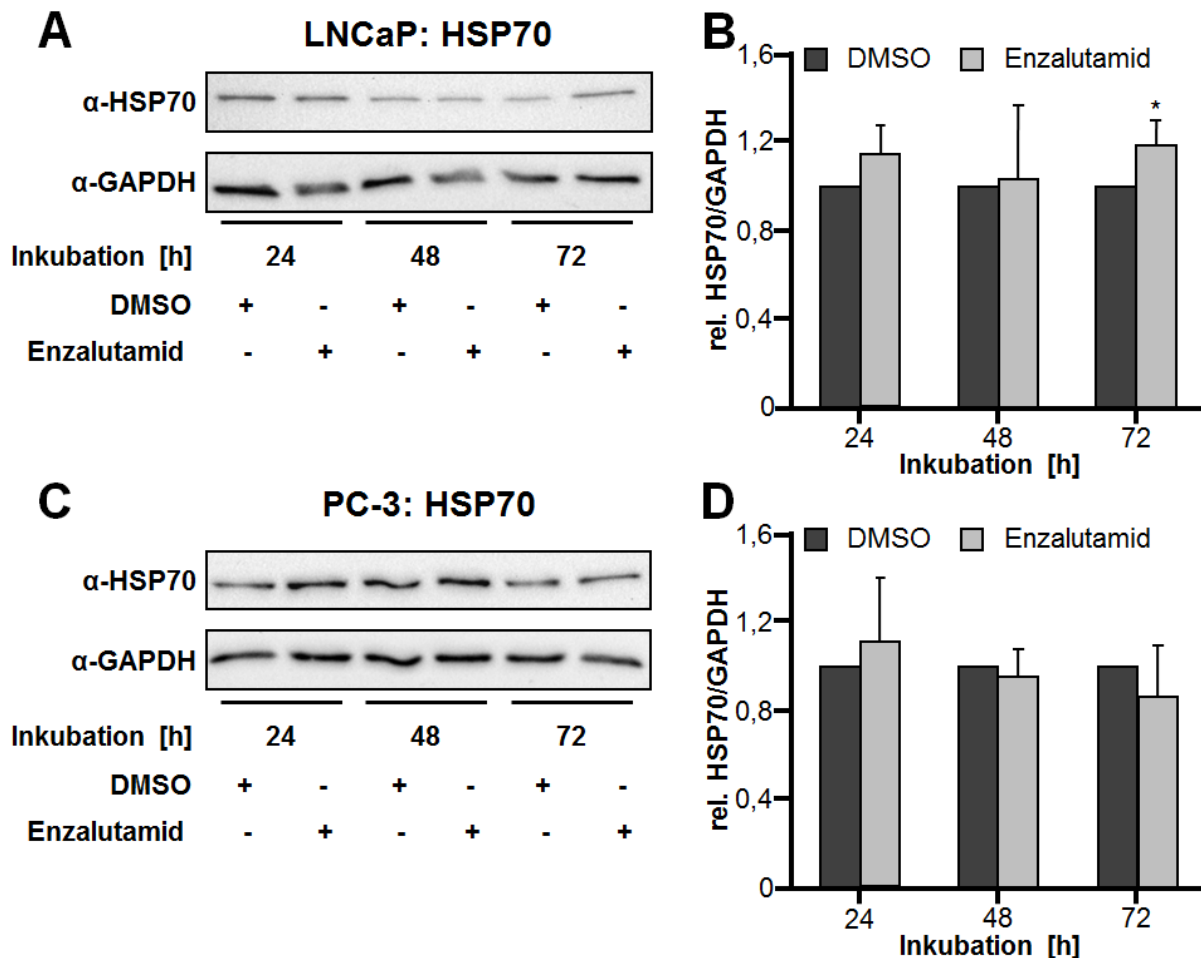 A
LNCaP: HSP70
α-HSP70
α-GAPDH
Inkubation [h] 24 48 72
DMSO + - + - + -
Enzalutamid - + - + - +
B
DMSO Enzalutamid
rel. HSP70/GAPDH
1,6
1,2
0,8
0,4
0
*
24 48 72
Inkubation [h]
C
PC-3: HSP70
α-HSP70
α-GAPDH
Inkubation [h] 24 48 72
DMSO + - + - + -
Enzalutamid - + - + - +
D
DMSO Enzalutamid
rel. HSP70/GAPDH
1,6
1,2
0,8
0,4
0
24 48 72
Inkubation [h]